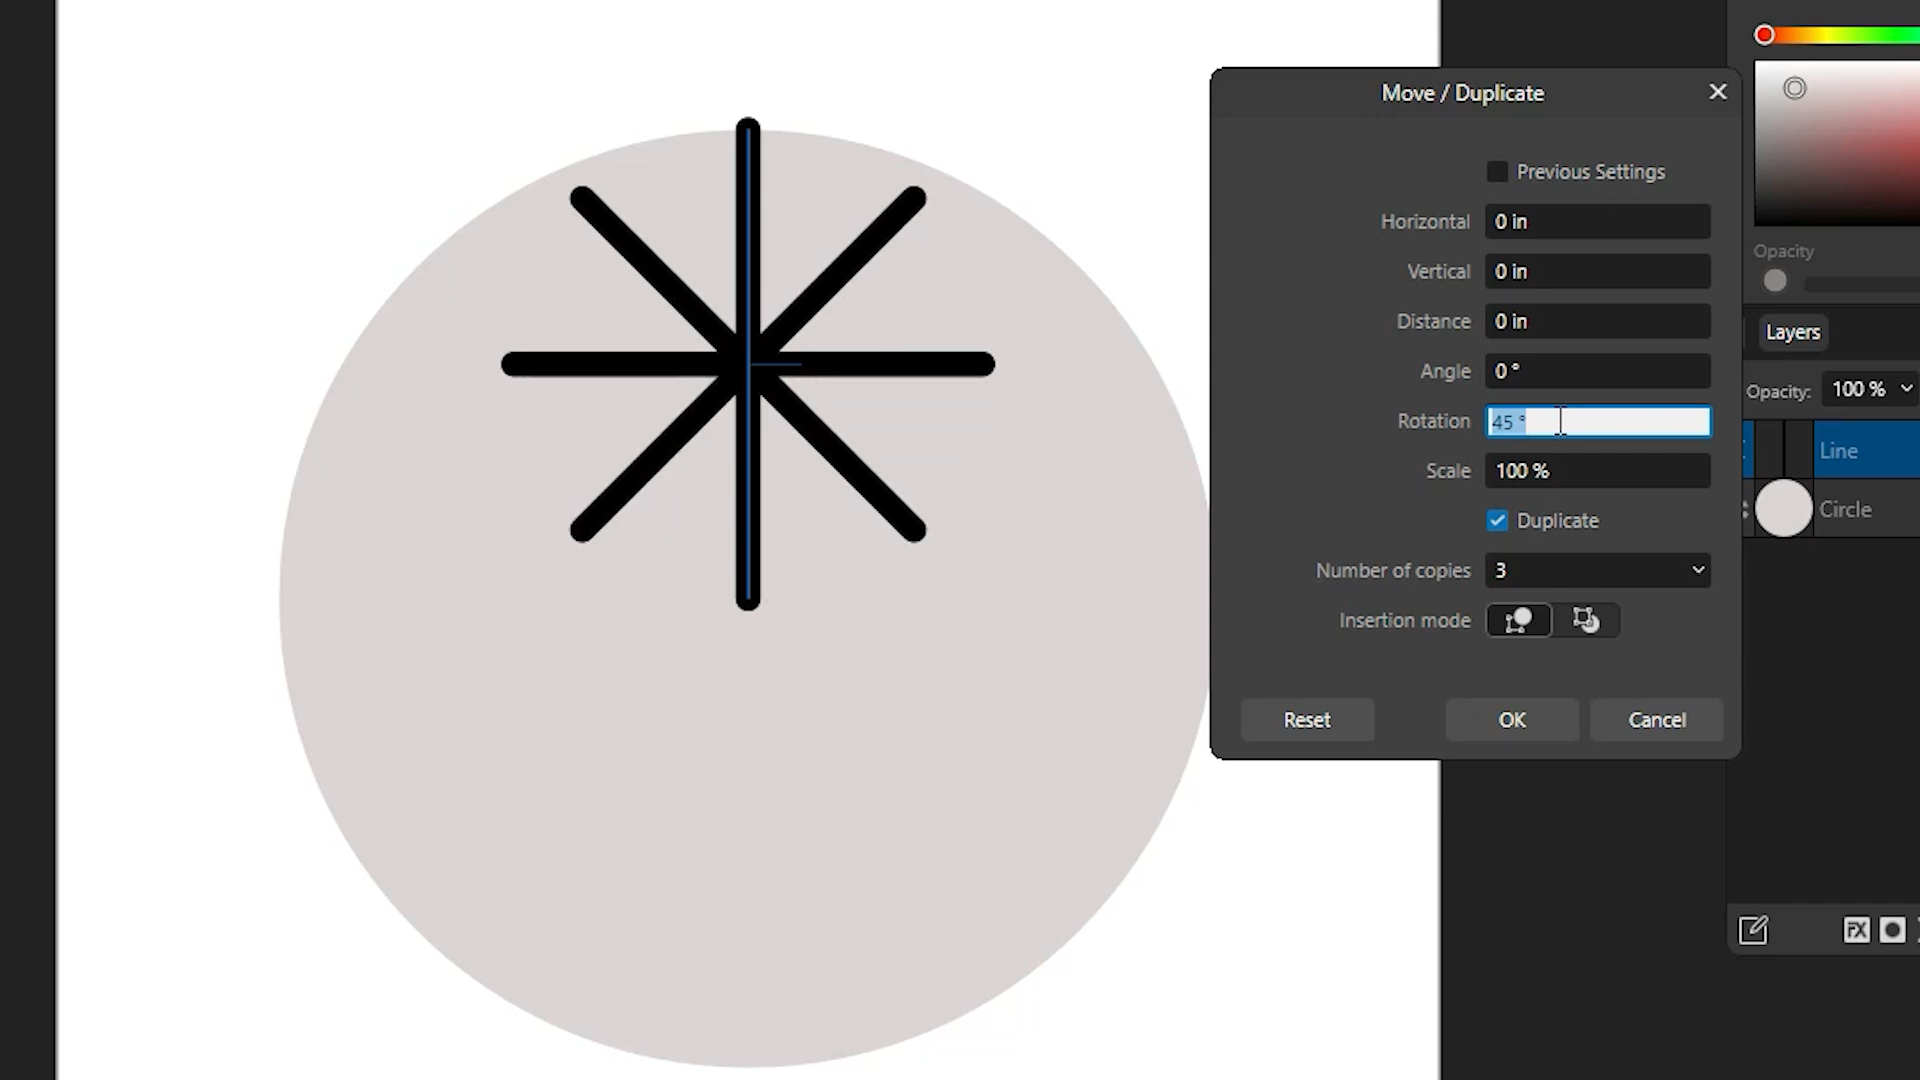 Move / Duplicate
Previous Settings
Horizontal 0 in
Vertical 0 in
Distance 0 in
Angle 0 °
Rotation 45 °
Scale 100 %
Duplicate
Number of copies 3
Insertion mode
Reset OK Cancel
Opacity
Layers
Opacity: 100 %
Line
Circle
FX